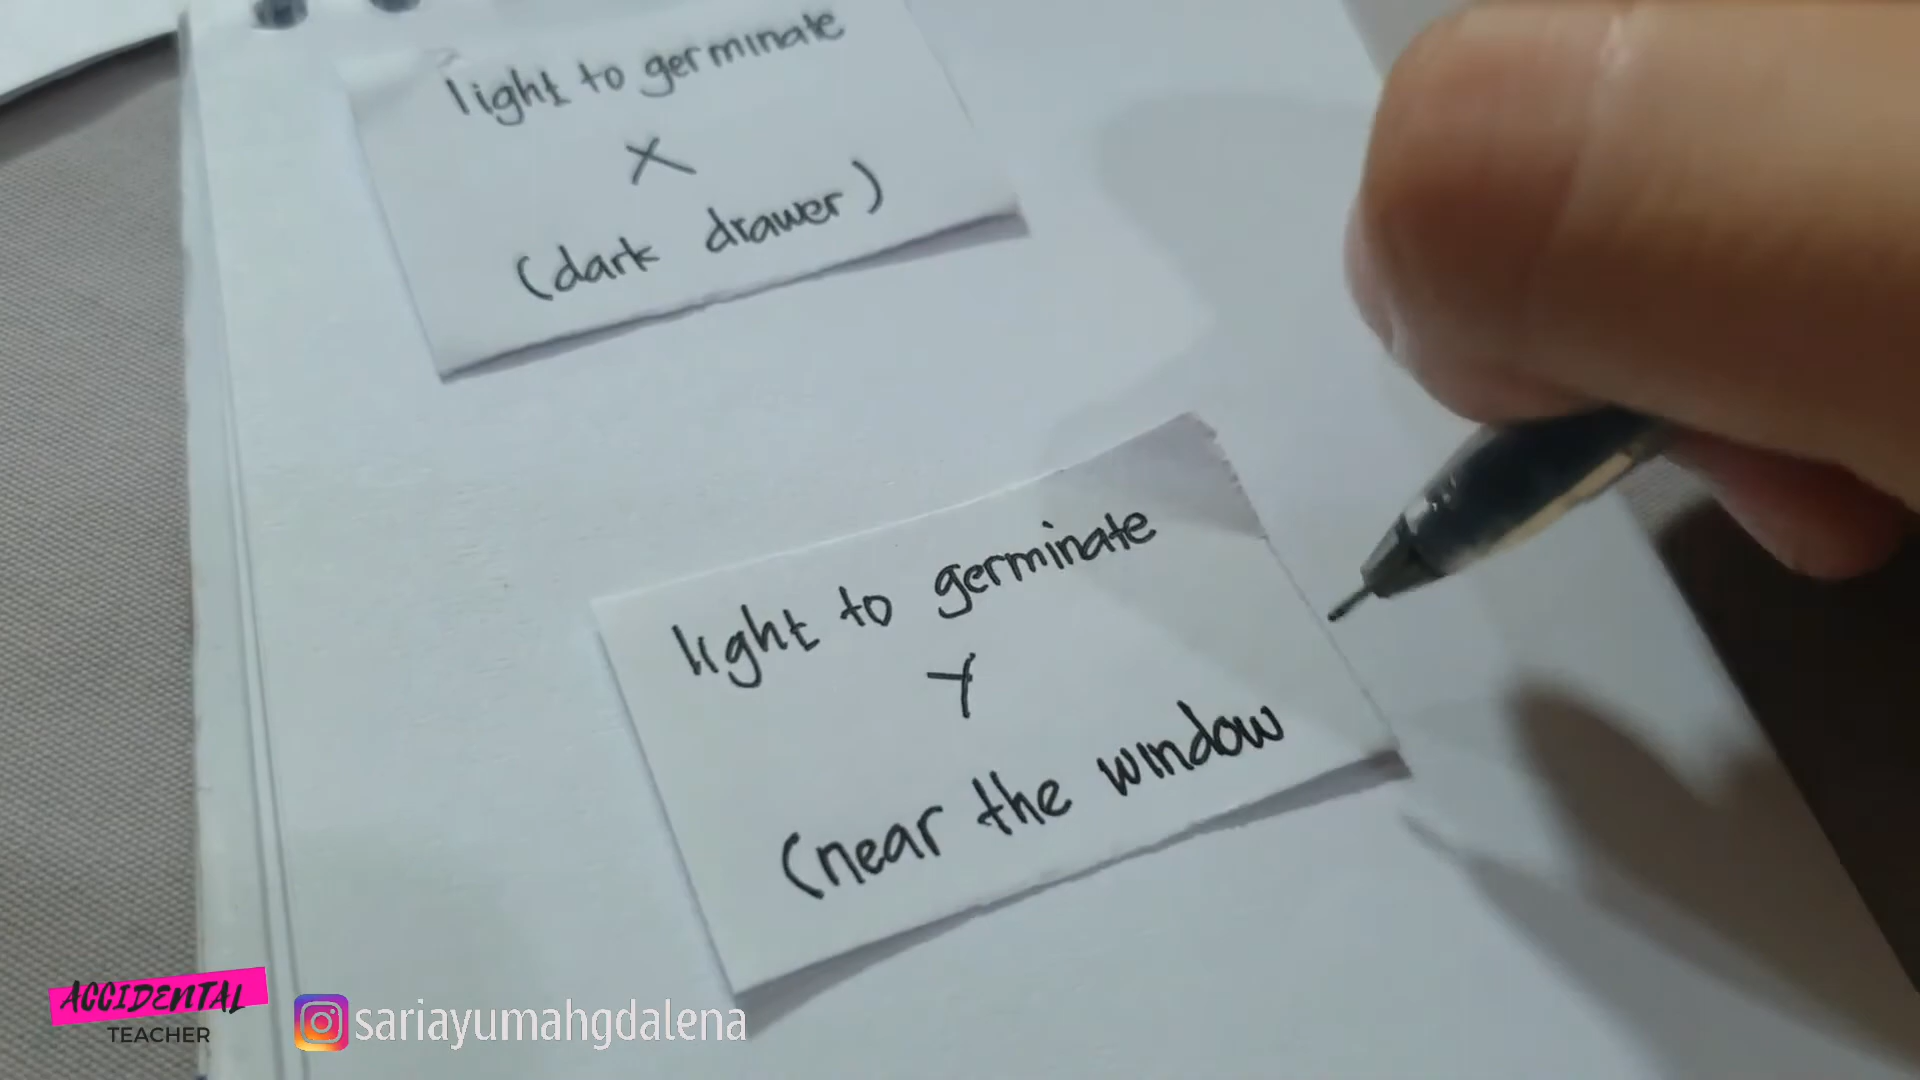 light to germinate
X
(dark drawer)
light to germinate
Y
(near the window
ACCIDENTAL
TEACHER
sariayumahgdalena